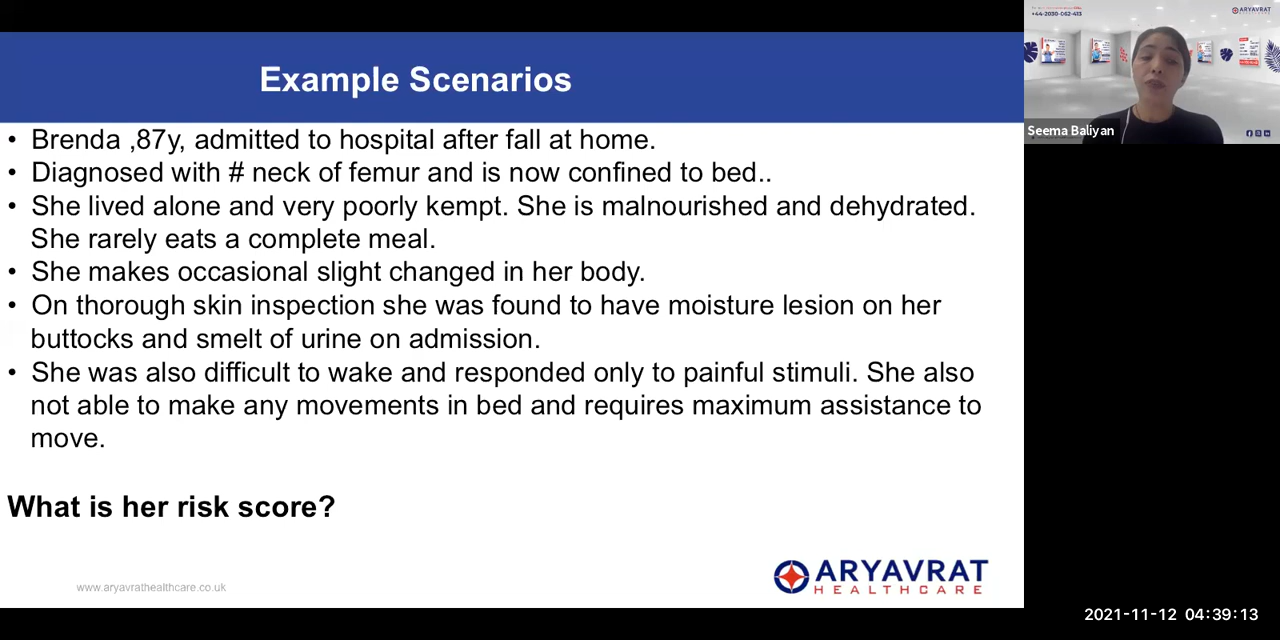 Example Scenarios
• Brenda ,87y, admitted to hospital after fall at home.
• Diagnosed with # neck of femur and is now confined to bed..
• She lived alone and very poorly kempt. She is malnourished and dehydrated.
She rarely eats a complete meal.
• She makes occasional slight changed in her body.
• On thorough skin inspection she was found to have moisture lesion on her
buttocks and smelt of urine on admission.
• She was also difficult to wake and responded only to painful stimuli. She also
not able to make any movements in bed and requires maximum assistance to
move.
What is her risk score?
www.aryavrathealthcare.co.uk
ARYAVRAT
HEALTHCARE
+44-2030-062-413
ARYAVRAT
Seema Baliyan
2021-11-12 04:39:13